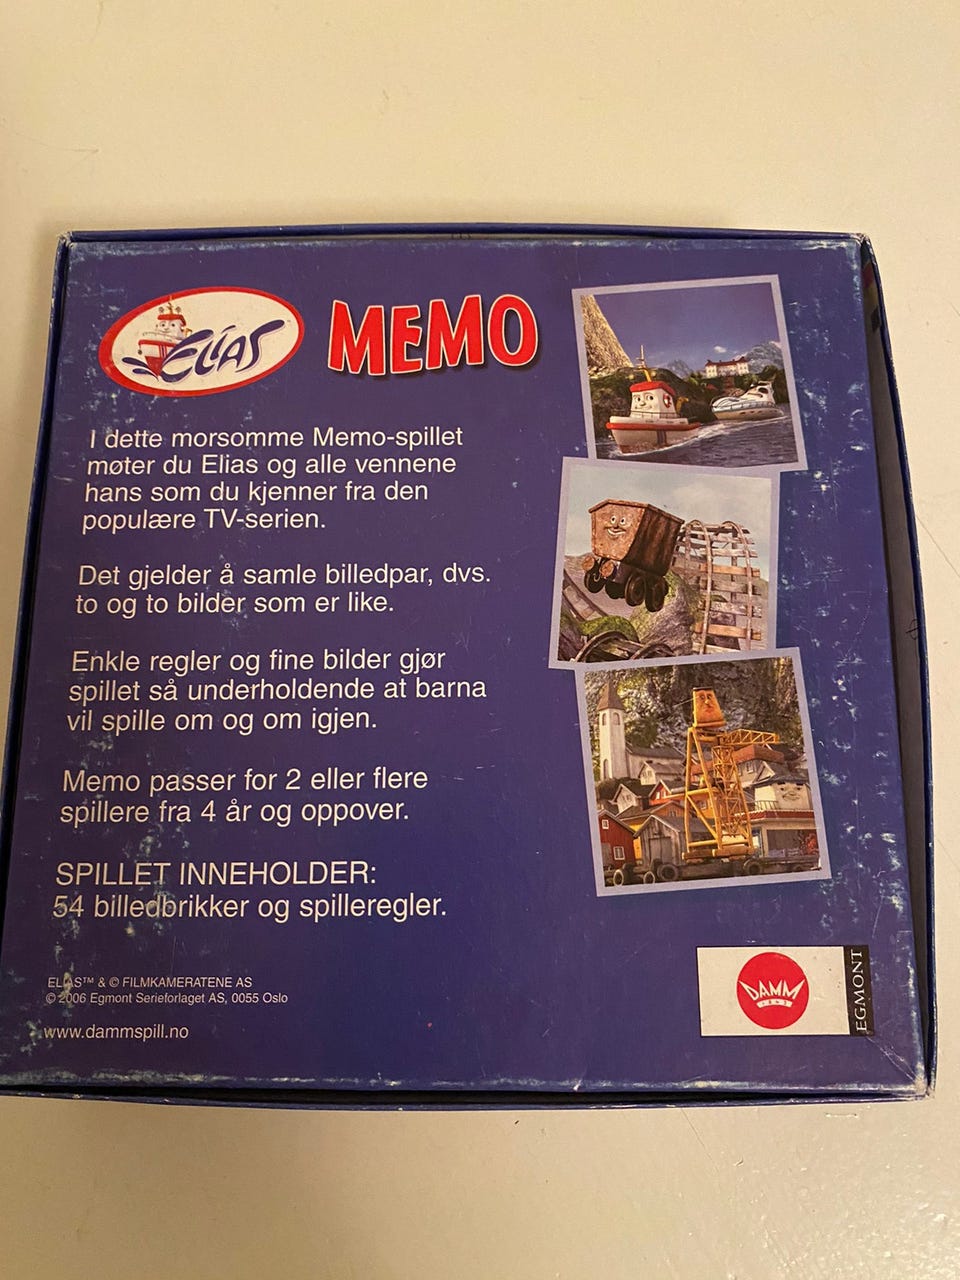 ELIAS
MEMO
I dette morsomme Memo-spillet
møter du Elias og alle vennene
hans som du kjenner fra den
populære TV-serien.
Det gjelder å samle billedpar, dvs.
to og to bilder som er like.
Enkle regler og fine bilder gjør
spillet så underholdende at barna
vil spille om og om igjen.
Memo passer for 2 eller flere
spillere fra 4 år og oppover.
SPILLET INNEHOLDER:
54 billedbrikker og spilleregler.
ELIAS™ & © FILMKAMERATENE AS
© 2006 Egmont Serieforlaget AS, 0055 Oslo
www.dammspill.no
DAMM
EGMONT